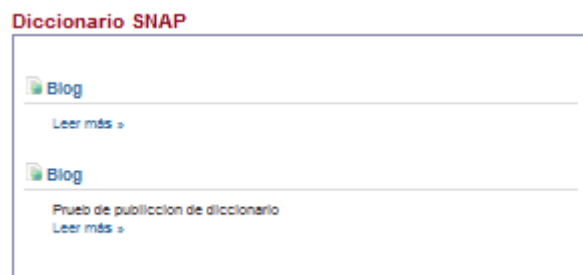 Diccionario SNAP
Blog
Leer más »
Blog
Prueb de publiccion de diccionario
Leer más »